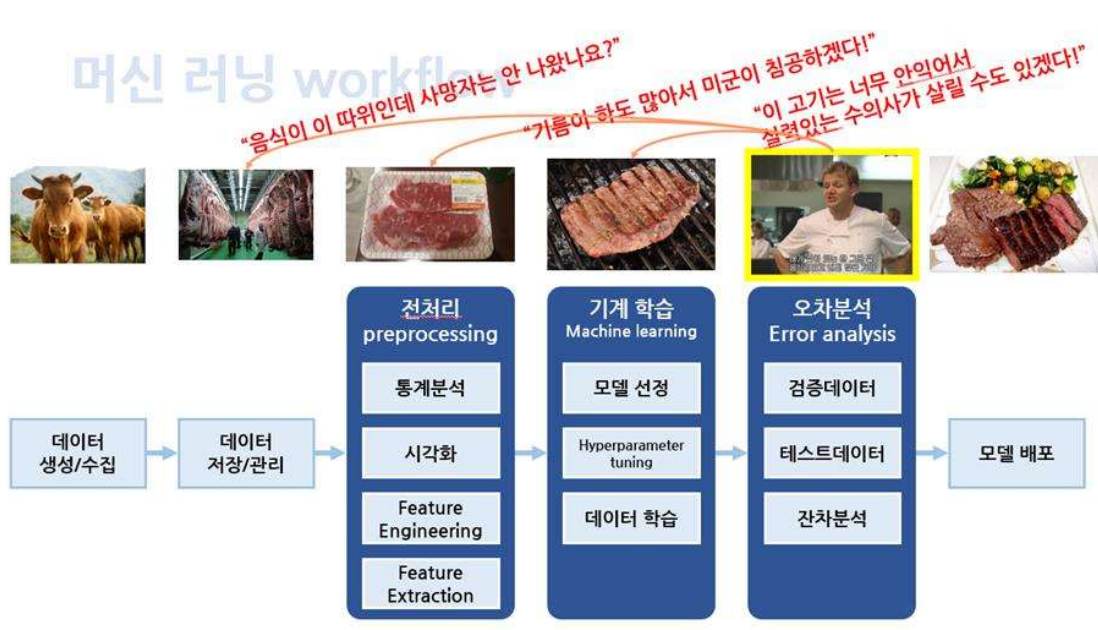 머신 러닝 workflow
“음식이 이 따위인데 사망자는 안 나왔나요?”
“기름이 하도 많아서 미군이 침공하겠다!”
“이 고기는 너무 안익어서
실력있는 수의사가 살릴 수도 있겠다!”
데이터
생성/수집
데이터
저장/관리
전처리
preprocessing
통계분석
시각화
Feature
Engineering
Feature
Extraction
기계 학습
Machine learning
모델 선정
Hyperparameter
tuning
데이터 학습
오차분석
Error analysis
검증데이터
테스트데이터
잔차분석
모델 배포